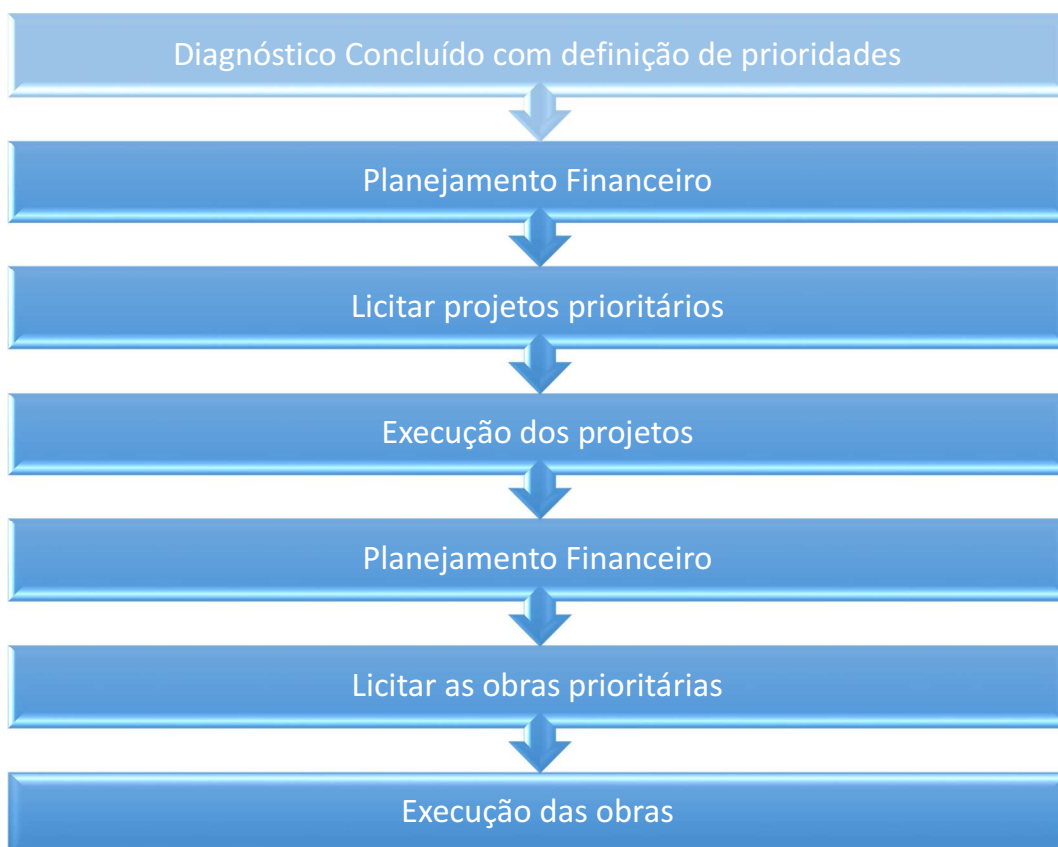 Diagnóstico Concluído com definição de prioridades
Planejamento Financeiro
Licitar projetos prioritários
Execução dos projetos
Planejamento Financeiro
Licitar as obras prioritárias
Execução das obras